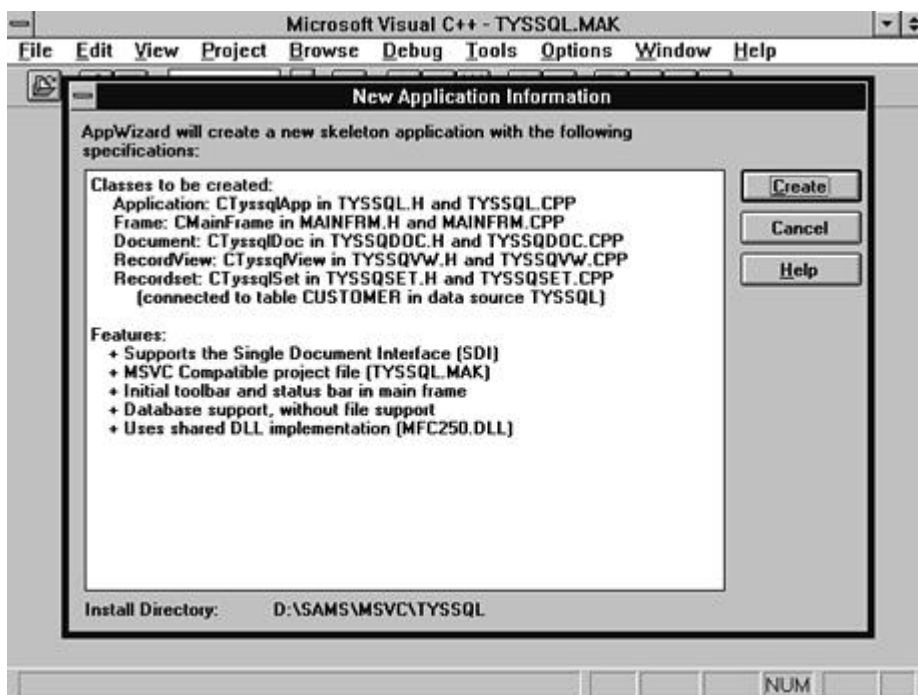 Microsoft Visual C++ - TYSSQL.MAK
File Edit View Project Browse Debug Tools Options Window Help
New Application Information
AppWizard will create a new skeleton application with the following
specifications:
Classes to be created:
Application: CTyssqlApp in TYSSQL.H and TYSSQL.CPP
Frame: CMainFrame in MAINFRM.H and MAINFRM.CPP
Document: CTyssqlDoc in TYSSQDOC.H and TYSSQDOC.CPP
RecordView: CTyssqlView in TYSSQVW.H and TYSSQVW.CPP
Recordset: CTyssqlSet in TYSSQSET.H and TYSSQSET.CPP
(connected to table CUSTOMER in data source TYSSQL)
Features:
+ Supports the Single Document Interface (SDI)
+ MSVC Compatible project file (TYSSQL.MAK)
+ Initial toolbar and status bar in main frame
+ Database support, without file support
+ Uses shared DLL implementation (MFC250.DLL)
Create
Cancel
Help
Install Directory: D:\SAMS\MSVC\TYSSQL
NUM